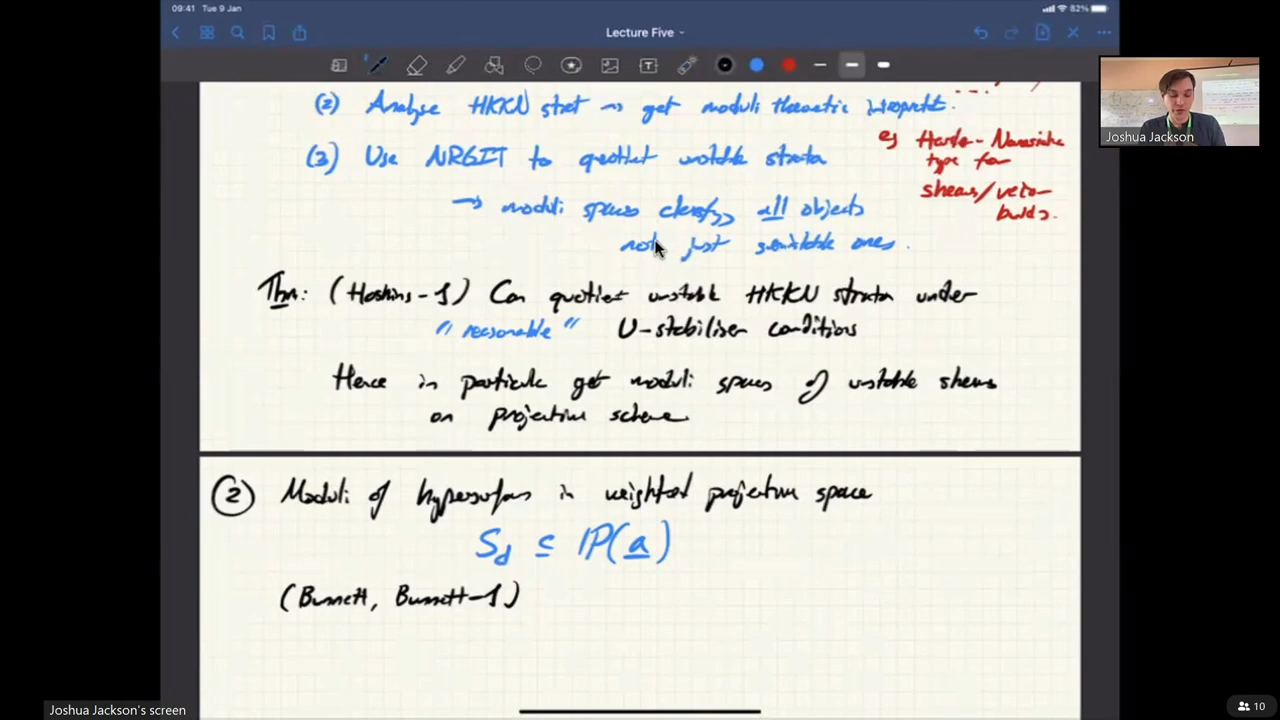 09:41 Tue 9 Jan
82%
Lecture Five
(2) Analyse HKKN strat → get moduli theoretic interpret.
(3) Use NRGIT to quotient unstable strata
eg Harder-Narasimhan type for sheaves/vector bundles.
→ moduli spaces classify all objects
not just semistable ones.
Thm: (Hoskins-J) Can quotient unstable HKKN strata under
"reasonable" U-stabiliser conditions
Hence in particular get moduli spaces of unstable sheaves
on projective scheme
(2) Moduli of hypersurfaces in weighted projective space
S_d ⊆ IP(a)
(Bunnett, Bunnett-J)
Joshua Jackson
Joshua Jackson's screen
10